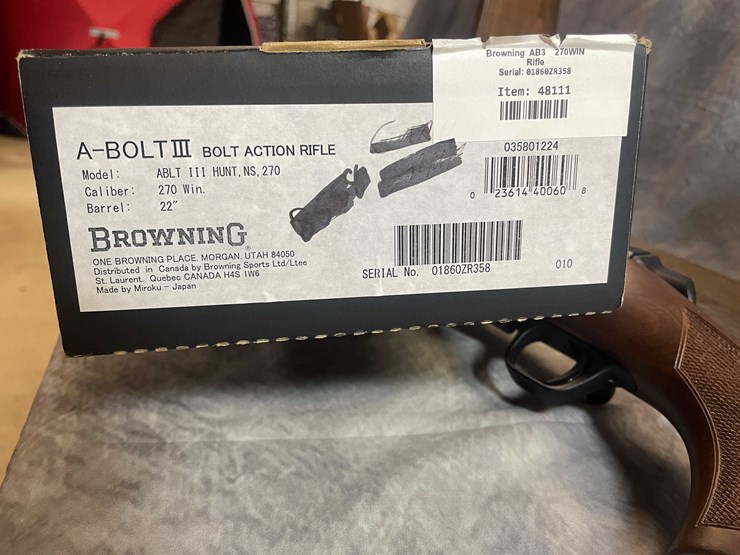 Browning AB3 270WIN
Rifle
Serial: 01860ZR358
Item: 48111
A-BOLT III BOLT ACTION RIFLE
Model: ABLT III HUNT, NS, 270
Caliber: 270 Win.
Barrel: 22"
BROWNING®
ONE BROWNING PLACE. MORGAN. UTAH 84050
Distributed in Canada by Browning Sports Ltd/Ltee
St. Laurent. Quebec CANADA H4S 1W6
Made by Miroku - Japan
035801224
0 23614 40060 8
SERIAL No. 01860ZR358
010